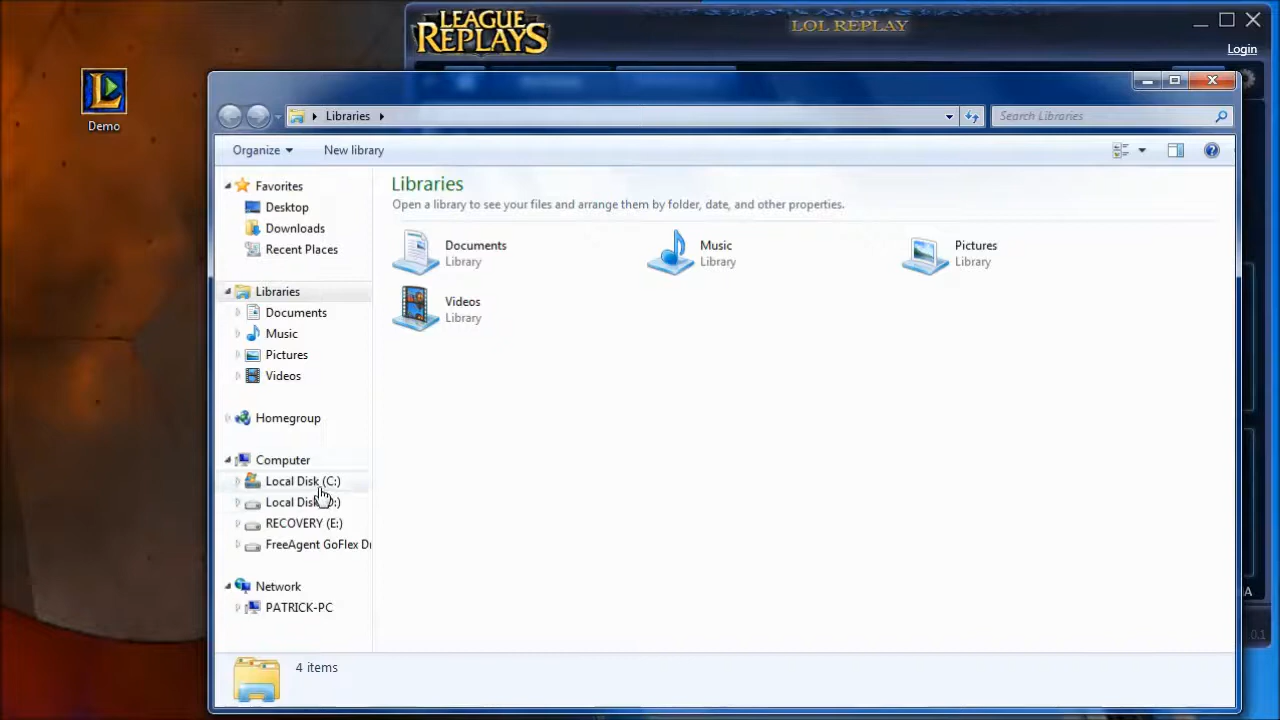 LEAGUE
REPLAYS
LOL REPLAY
Login
Demo
Libraries
Search Libraries
Organize
New library
Favorites
Desktop
Downloads
Recent Places
Libraries
Documents
Music
Pictures
Videos
Homegroup
Computer
Local Disk (C:)
Local Disk
RECOVERY (E:)
FreeAgent GoFlex Dr
Network
PATRICK-PC
Libraries
Open a library to see your files and arrange them by folder, date, and other properties.
Documents
Library
Music
Library
Pictures
Library
Videos
Library
4 items
A
0.1